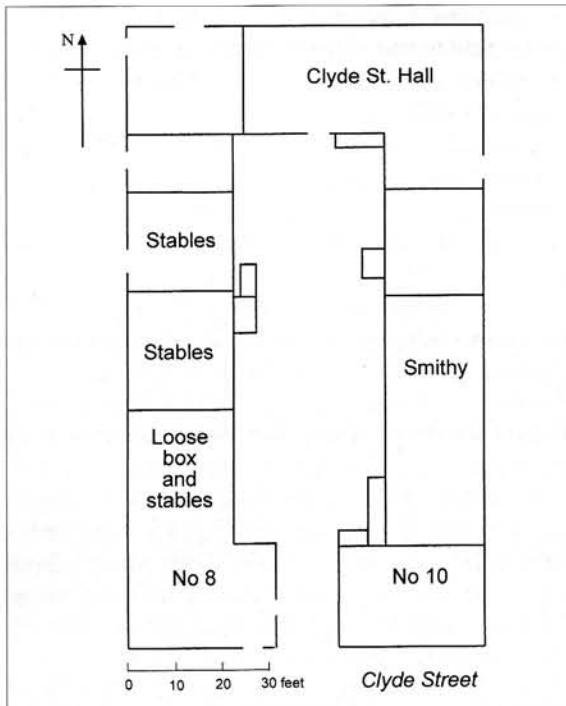 N
Clyde St. Hall
Stables
Stables
Smithy
Loose
box
and
stables
No 8
No 10
0 10 20 30 feet
Clyde Street